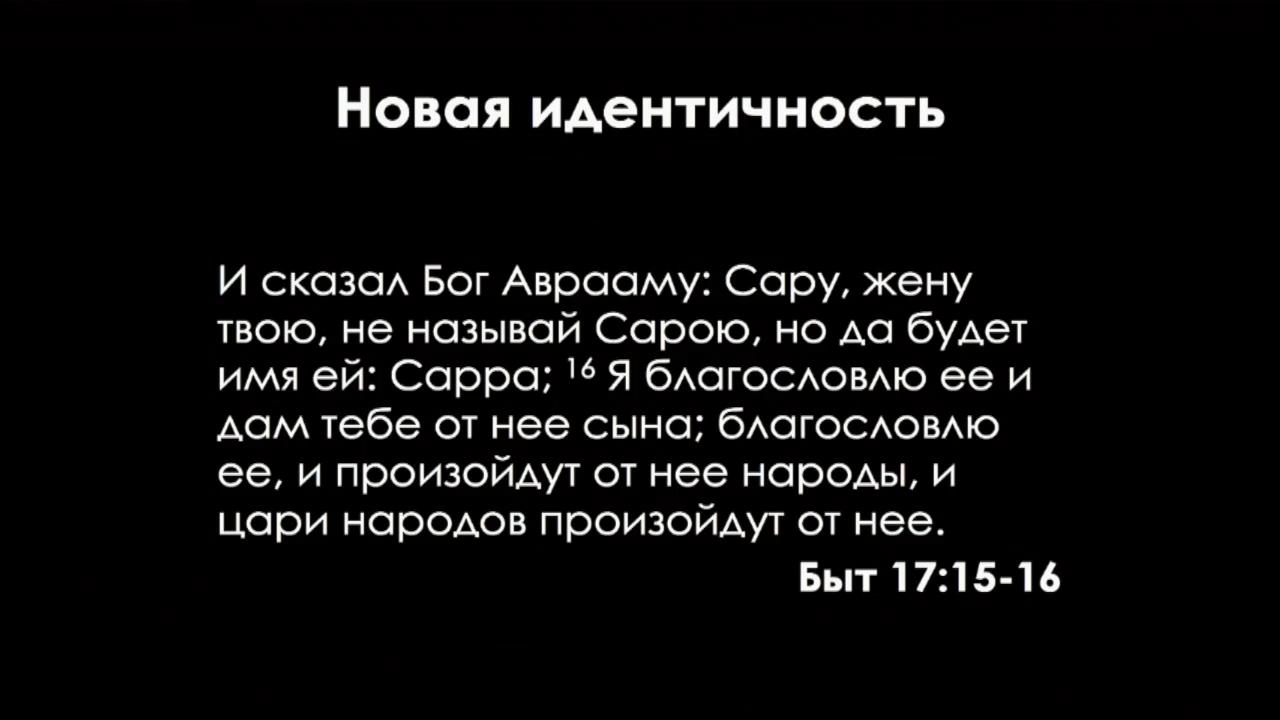 Новая идентичность
И сказал Бог Аврааму: Сару, жену
твою, не называй Сарою, но да будет
имя ей: Сарра; ¹⁶ Я благословлю ее и
дам тебе от нее сына; благословлю
ее, и произойдут от нее народы, и
цари народов произойдут от нее.
Быт 17:15-16